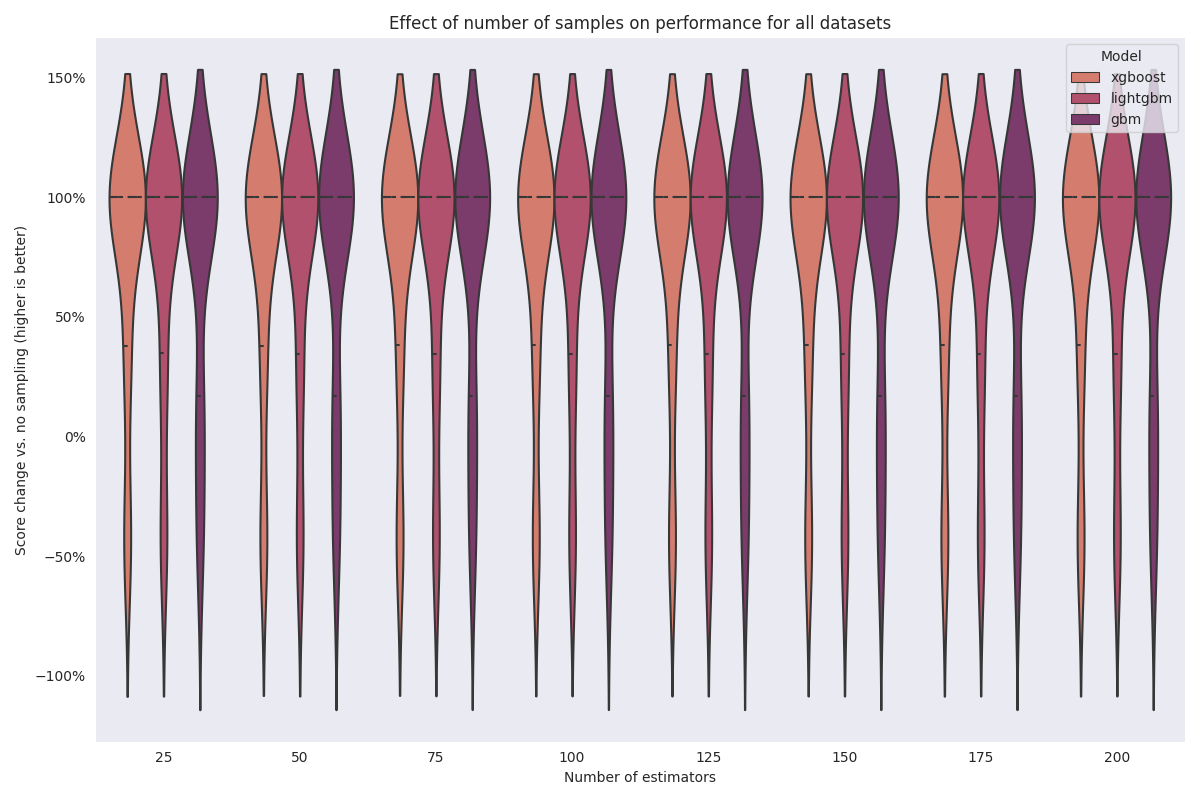 Effect of number of samples on performance for all datasets
Model
xgboost
lightgbm
gbm
Score change vs. no sampling (higher is better)
150%
100%
50%
0%
−50%
−100%
25 50 75 100 125 150 175 200
Number of estimators